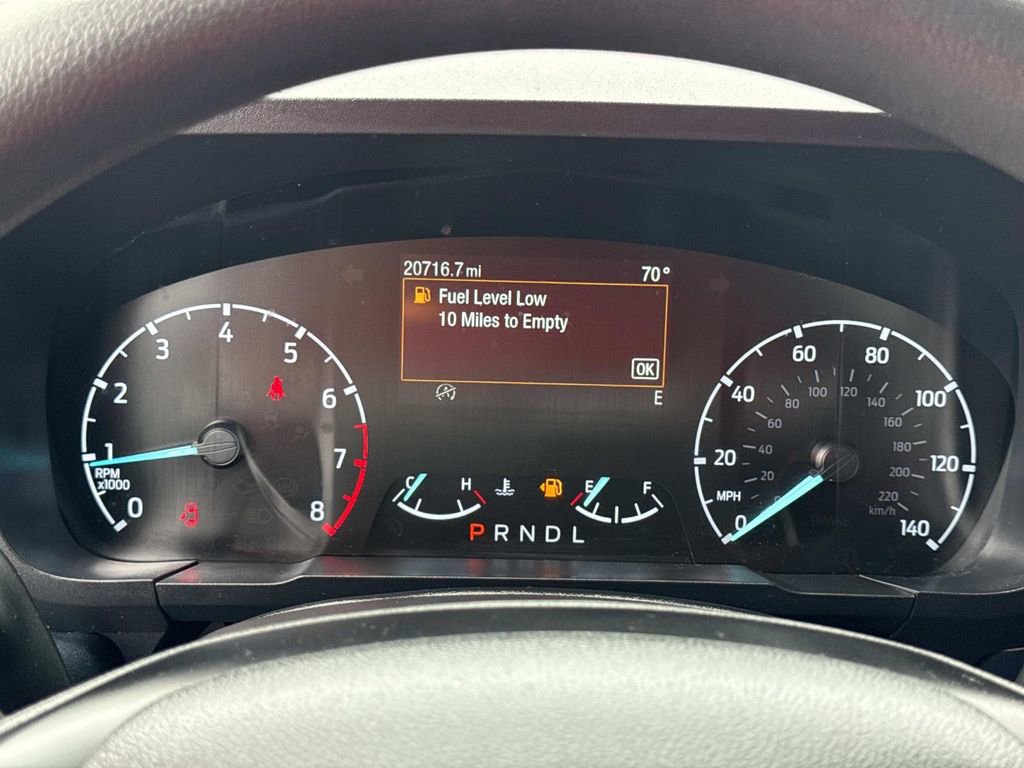 20716.7 mi 70°
Fuel Level Low
10 Miles to Empty
OK
E
0 1 2 3 4 5 6 7 8
RPM
x1000
C H
E F
P R N D L
0 20 40 60 80 100 120 140
MPH
0 20 40 60 80 100 120 140 160 180 200 220
km/h
BRAKE